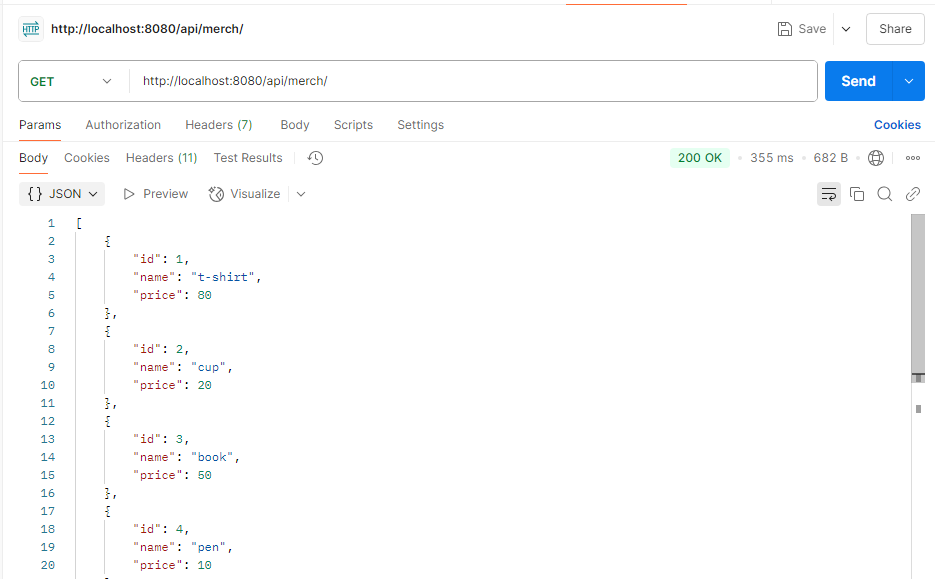 HTTP http://localhost:8080/api/merch/ Save Share
GET http://localhost:8080/api/merch/ Send
Params Authorization Headers (7) Body Scripts Settings Cookies
Body Cookies Headers (11) Test Results 200 OK • 355 ms • 682 B •
{} JSON Preview Visualize
1 [
2 {
3 "id": 1,
4 "name": "t-shirt",
5 "price": 80
6 },
7 {
8 "id": 2,
9 "name": "cup",
10 "price": 20
11 },
12 {
13 "id": 3,
14 "name": "book",
15 "price": 50
16 },
17 {
18 "id": 4,
19 "name": "pen",
20 "price": 10